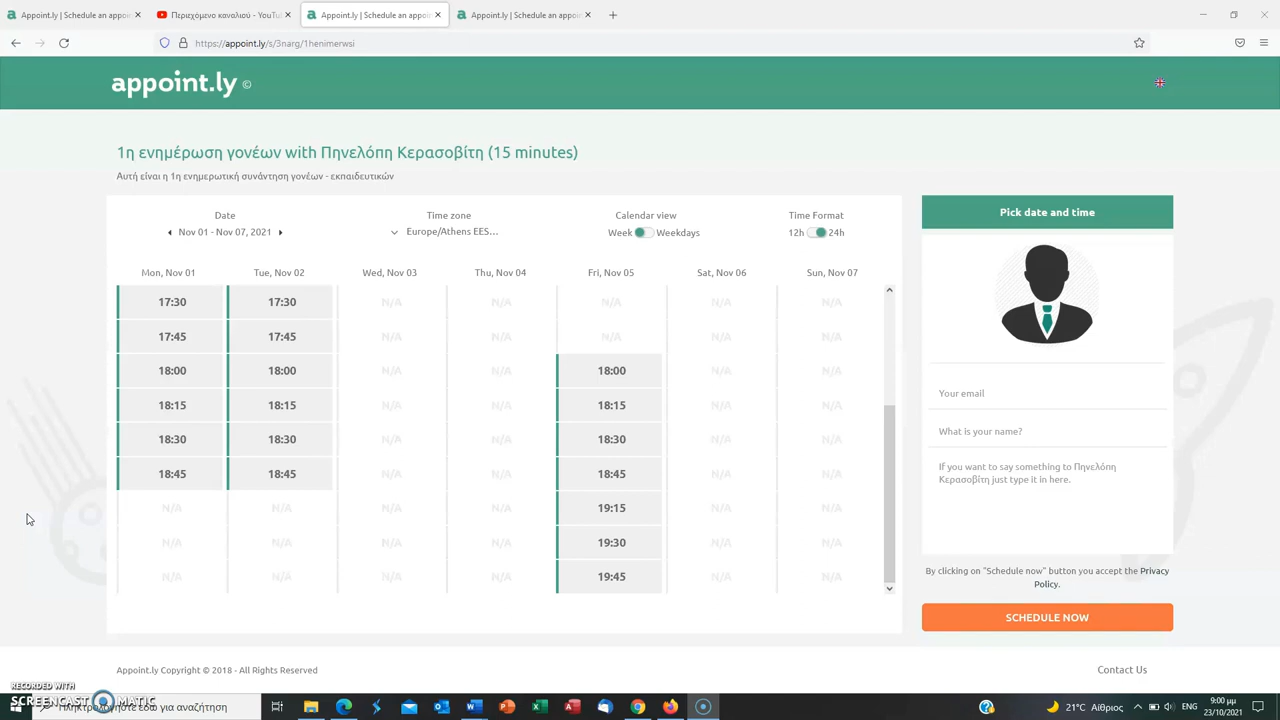 Appoint.ly | Schedule an appoin
Περιεχόμενο καναλιού - YouTu
Appoint.ly | Schedule an appoin
Appoint.ly | Schedule an appoin
https://appoint.ly/s/3narg/1henimerwsi
appoint.ly ©
1η ενημέρωση γονέων with Πηνελόπη Κερασοβίτη (15 minutes)
Αυτή είναι η 1η ενημερωτική συνάντηση γονέων - εκπαιδευτικών
Date Time zone Calendar view Time Format
Nov 01 - Nov 07, 2021 Europe/Athens EES... Week Weekdays 12h 24h
Mon, Nov 01 Tue, Nov 02 Wed, Nov 03 Thu, Nov 04 Fri, Nov 05 Sat, Nov 06 Sun, Nov 07
17:30 17:30 N/A N/A N/A N/A N/A
17:45 17:45 N/A N/A N/A N/A N/A
18:00 18:00 N/A N/A 18:00 N/A N/A
18:15 18:15 N/A N/A 18:15 N/A N/A
18:30 18:30 N/A N/A 18:30 N/A N/A
18:45 18:45 N/A N/A 18:45 N/A N/A
N/A N/A N/A N/A 19:15 N/A N/A
N/A N/A N/A N/A 19:30 N/A N/A
N/A N/A N/A N/A 19:45 N/A N/A
Pick date and time
Your email
What is your name?
If you want to say something to Πηνελόπη
Κερασοβίτη just type it in here.
By clicking on "Schedule now" button you accept the Privacy
Policy.
SCHEDULE NOW
Appoint.ly Copyright © 2018 - All Rights Reserved
Contact Us
RECORDED WITH
SCREENCAST MATIC
Πληκτρολογήστε εδώ για αναζήτηση
21°C Αίθριος
ENG
9:00 μμ
23/10/2021